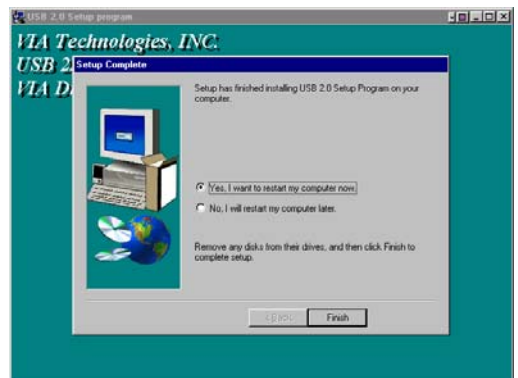 USB 2.0 Setup program
VIA Technologies, INC.
USB 2
VIA D
Setup Complete
Setup has finished installing USB 2.0 Setup Program on your
computer.
Yes, I want to restart my computer now.
No, I will restart my computer later.
Remove any disks from their drives, and then click Finish to
complete setup.
< Back
Finish